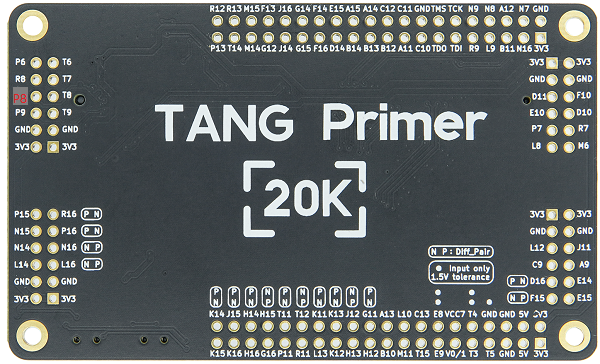 R12 R13 M15 F13 J16 G14 F14 E15 A15 A14 C12 C11 GND TMS TCK N9 N8 A12 N7 GND
P13 T14 M14 G12 J14 G15 F16 D14 B14 B13 B12 A11 C10 TDO TDI R9 L9 B11 M16 3V3
P6 T6
R8 T7
P8 T8
P9 T9
GND GND
3V3 3V3
3V3 3V3
GND GND
D11 F10
E10 D10
P7 R7
L8 M6
TANG Primer
20K
P15 R16 P N
N15 P16 P N
N14 N16 N P
L14 L16 N P
GND GND
3V3 3V3
3V3 3V3
GND GND
L12 J11
C9 A9
P N D16 E14
N P F15 E15
N P : Diff_Pair
Input only
1.5V tolerance
P P P P P P N P G
N N N N N N P N N
K14 J15 H14 H15 T11 T12 K11 K13 J12 G11 A13 L10 C13 E8 VCC7 T4 GND GND 5V 3V3
K15 K16 H16 G16 P11 R11 L13 K12 H13 H12 B10 M11 T15 E9 VO/1 T3 T5 GND 5V 3V3